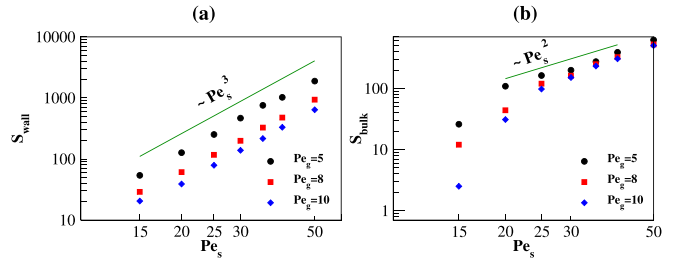 (a)
10000
1000
100
10
S_wall
~ Pe_s^3
Pe_g=5
Pe_g=8
Pe_g=10
15 20 25 30 50
Pe_s
(b)
100
10
1
S_bulk
~ Pe_s^2
Pe_g=5
Pe_g=8
Pe_g=10
15 20 25 30 50
Pe_s